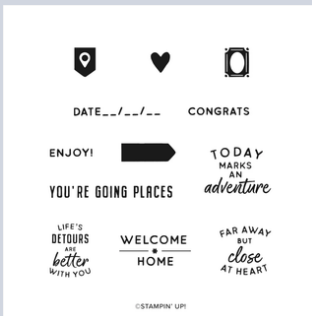 DATE__/__/__ CONGRATS
ENJOY!
TODAY
MARKS
AN
adventure
YOU'RE GOING PLACES
LIFE'S
DETOURS
ARE
better
WITH YOU
WELCOME
HOME
FAR AWAY
BUT
close
AT HEART
©STAMPIN' UP!